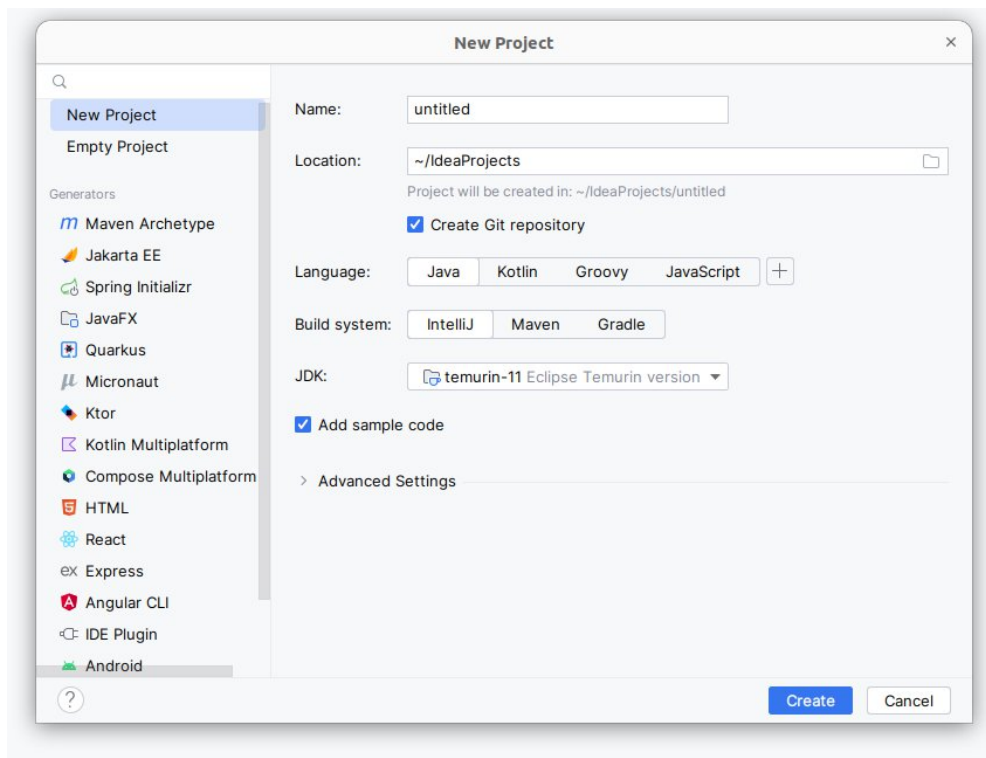 New Project
New Project
Empty Project
Generators
m Maven Archetype
Jakarta EE
Spring Initializr
JavaFX
Quarkus
μ Micronaut
Ktor
Kotlin Multiplatform
Compose Multiplatform
5 HTML
React
ex Express
A Angular CLI
IDE Plugin
Android
Name: untitled
Location: ~/IdeaProjects
Project will be created in: ~/IdeaProjects/untitled
Create Git repository
Language: Java Kotlin Groovy JavaScript +
Build system: IntelliJ Maven Gradle
JDK: temurin-11 Eclipse Temurin version
Add sample code
> Advanced Settings
? Create Cancel